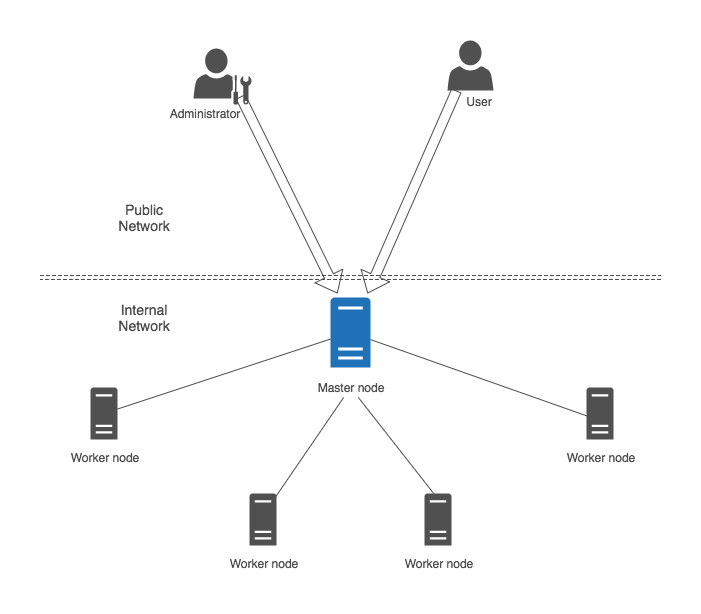 Administrator
User
Public
Network
Internal
Network
Master node
Worker node
Worker node
Worker node
Worker node